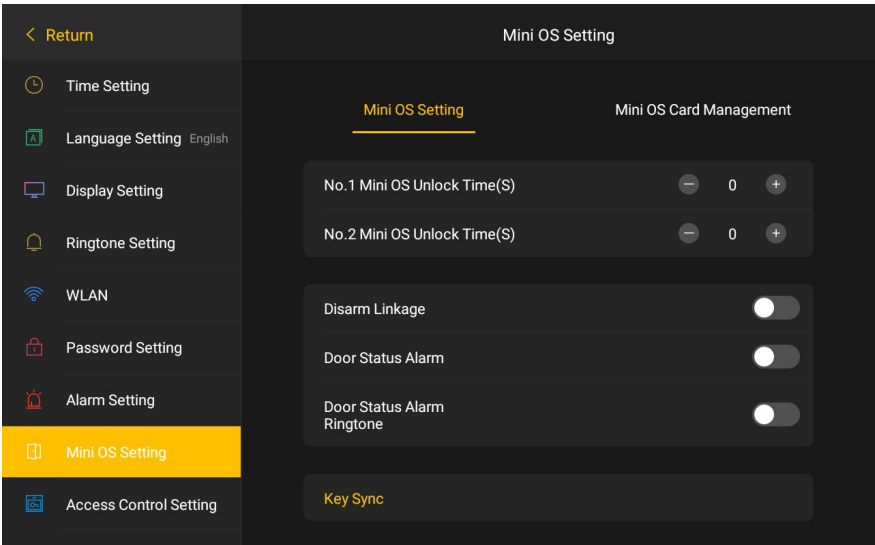 Return
Mini OS Setting
Time Setting
Language Setting English
Display Setting
Ringtone Setting
WLAN
Password Setting
Alarm Setting
Mini OS Setting
Access Control Setting
Mini OS Setting
Mini OS Card Management
No.1 Mini OS Unlock Time(S) 0
No.2 Mini OS Unlock Time(S) 0
Disarm Linkage
Door Status Alarm
Door Status Alarm
Ringtone
Key Sync